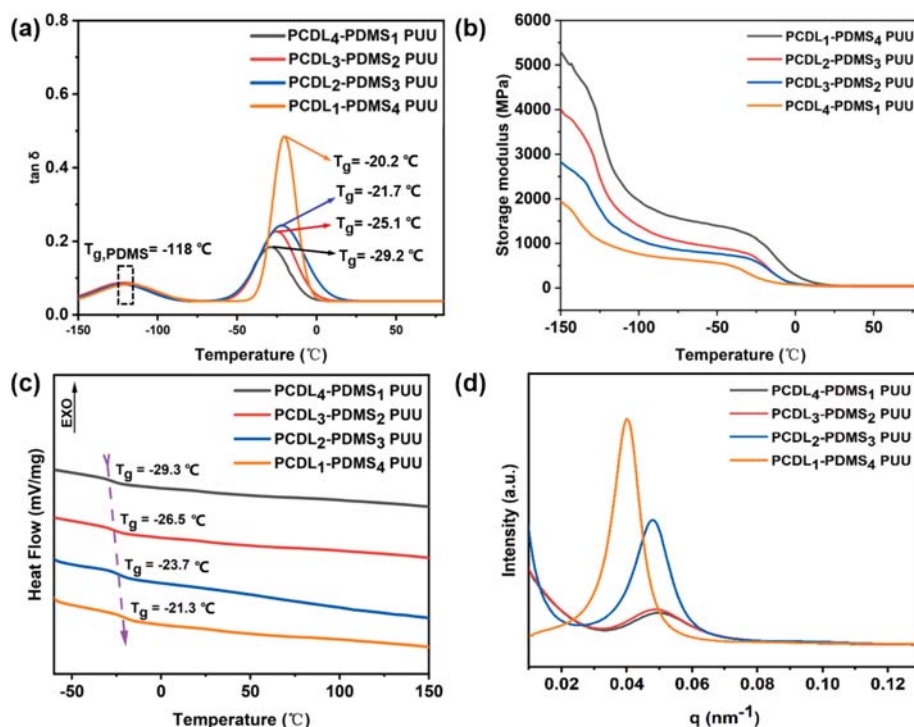 (a)
0.8
0.6
0.4
0.2
0.0
tan δ
PCDL4-PDMS1 PUU
PCDL3-PDMS2 PUU
PCDL2-PDMS3 PUU
PCDL1-PDMS4 PUU
Tg= -20.2 ℃
Tg= -21.7 ℃
Tg= -25.1 ℃
Tg= -29.2 ℃
Tg,PDMS= -118 ℃
-150 -100 -50 0 50
Temperature (℃)
(b)
6000
5000
4000
3000
2000
1000
0
Storage modulus (MPa)
PCDL1-PDMS4 PUU
PCDL2-PDMS3 PUU
PCDL3-PDMS2 PUU
PCDL4-PDMS1 PUU
-150 -100 -50 0 50
Temperature (℃)
(c)
EXO
Heat Flow (mV/mg)
PCDL4-PDMS1 PUU
PCDL3-PDMS2 PUU
PCDL2-PDMS3 PUU
PCDL1-PDMS4 PUU
Tg = -29.3 ℃
Tg = -26.5 ℃
Tg = -23.7 ℃
Tg = -21.3 ℃
-50 0 50 100 150
Temperature (℃)
(d)
Intensity (a.u.)
PCDL4-PDMS1 PUU
PCDL3-PDMS2 PUU
PCDL2-PDMS3 PUU
PCDL1-PDMS4 PUU
0.02 0.04 0.06 0.08 0.10 0.12
q (nm-1)